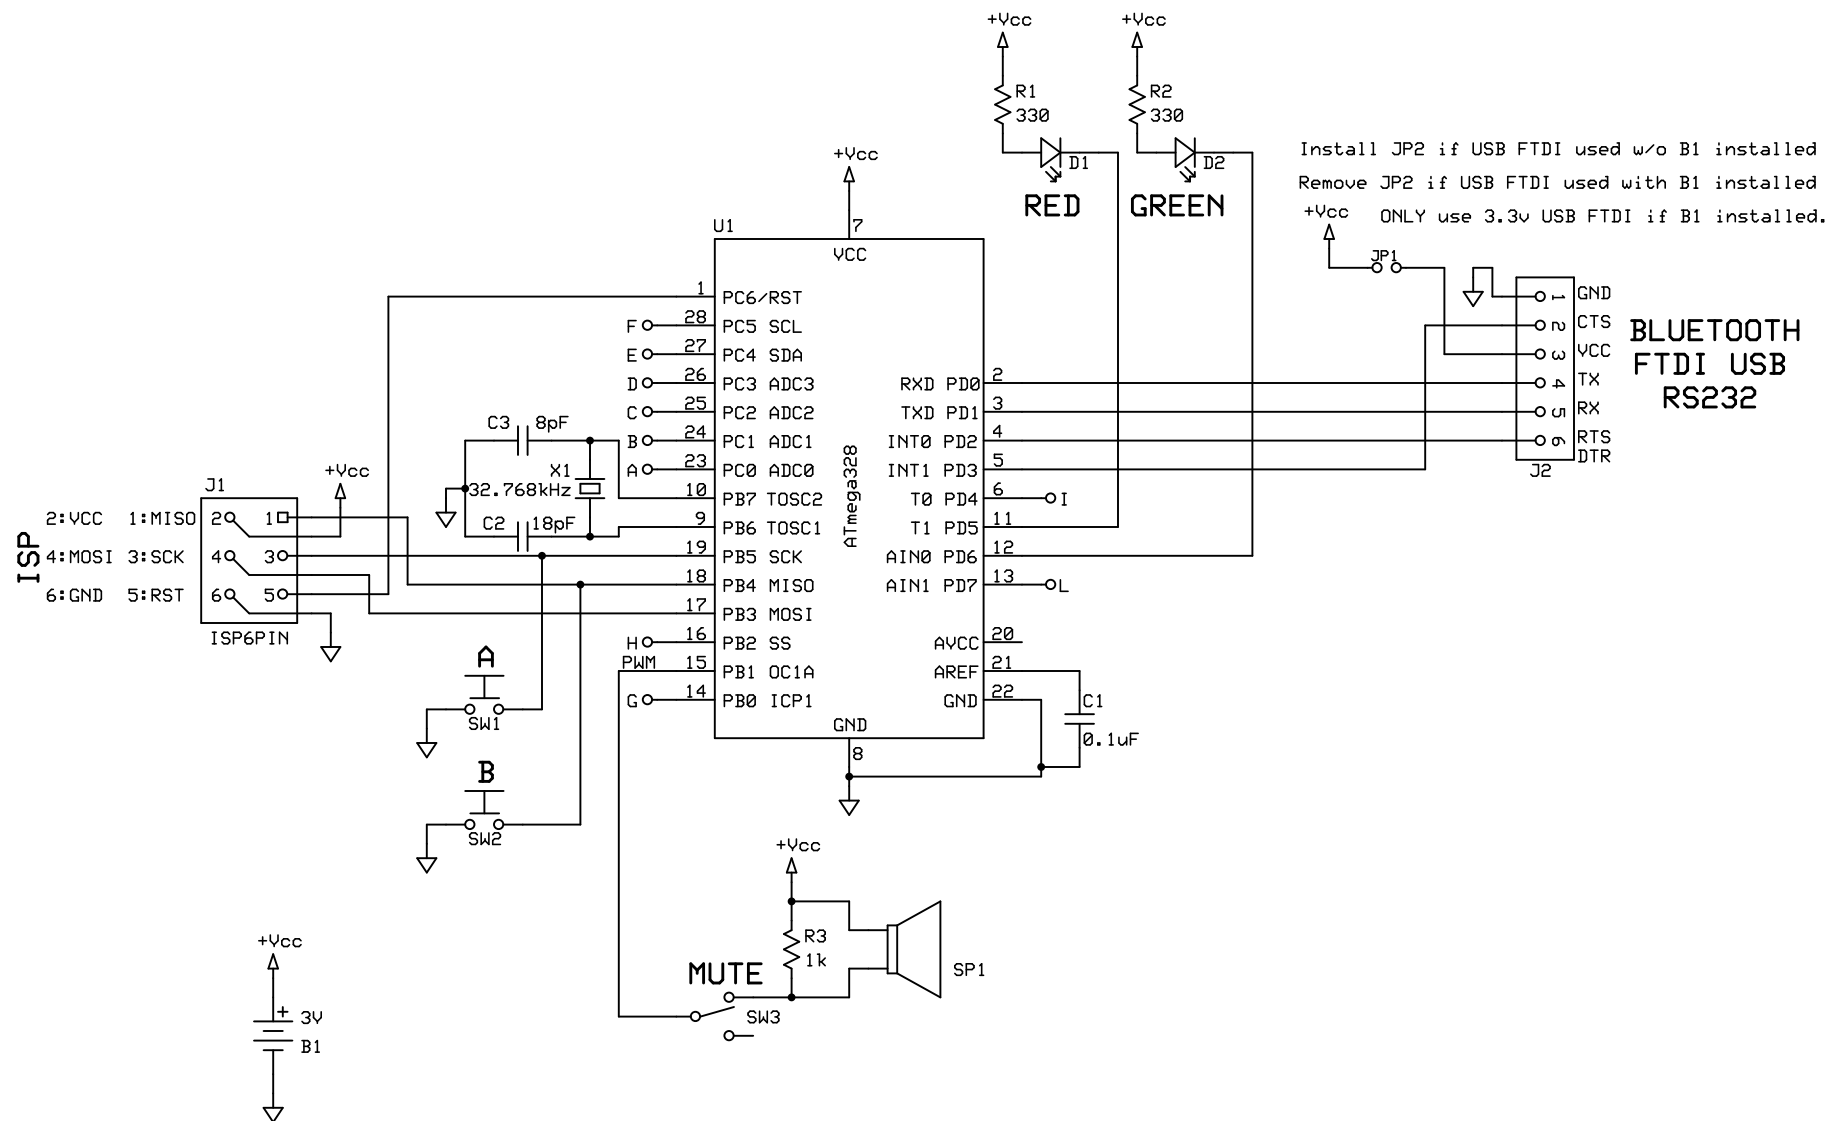 +Vcc
+Vcc
R1
330
R2
330
D1
D2
RED
GREEN
Install JP2 if USB FTDI used w/o B1 installed
Remove JP2 if USB FTDI used with B1 installed
ONLY use 3.3v USB FTDI if B1 installed.
+Vcc
JP1
+Vcc
7
U1
VCC
1 PC6/RST
F 28 PC5 SCL
E 27 PC4 SDA
D 26 PC3 ADC3
C 25 PC2 ADC2
B 24 PC1 ADC1
A 23 PC0 ADC0
10 PB7 TOSC2
9 PB6 TOSC1
19 PB5 SCK
18 PB4 MISO
17 PB3 MOSI
H 16 PB2 SS
PWM 15 PB1 OC1A
G 14 PB0 ICP1
ATmega328
RXD PD0 2
TXD PD1 3
INT0 PD2 4
INT1 PD3 5
T0 PD4 6 I
T1 PD5 11
AIN0 PD6 12
AIN1 PD7 13 L
AVCC 20
AREF 21
GND 22
GND
8
C1
0.1uF
1 GND
2 CTS
3 VCC
4 TX
5 RX
6 RTS
DTR
J2
BLUETOOTH
FTDI USB
RS232
C3 8pF
X1
32.768kHz
C2 18pF
+Vcc
J1
ISP
2:VCC 1:MISO 2 1
4:MOSI 3:SCK 4 3
6:GND 5:RST 6 5
ISP6PIN
A
SW1
B
SW2
+Vcc
R3
1k
SP1
MUTE
SW3
+Vcc
+ 3V
B1